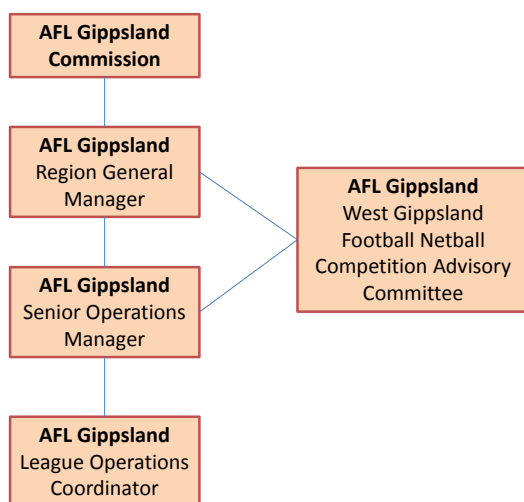 AFL Gippsland
Commission
AFL Gippsland
Region General
Manager
AFL Gippsland
West Gippsland
Football Netball
Competition Advisory
Committee
AFL Gippsland
Senior Operations
Manager
AFL Gippsland
League Operations
Coordinator